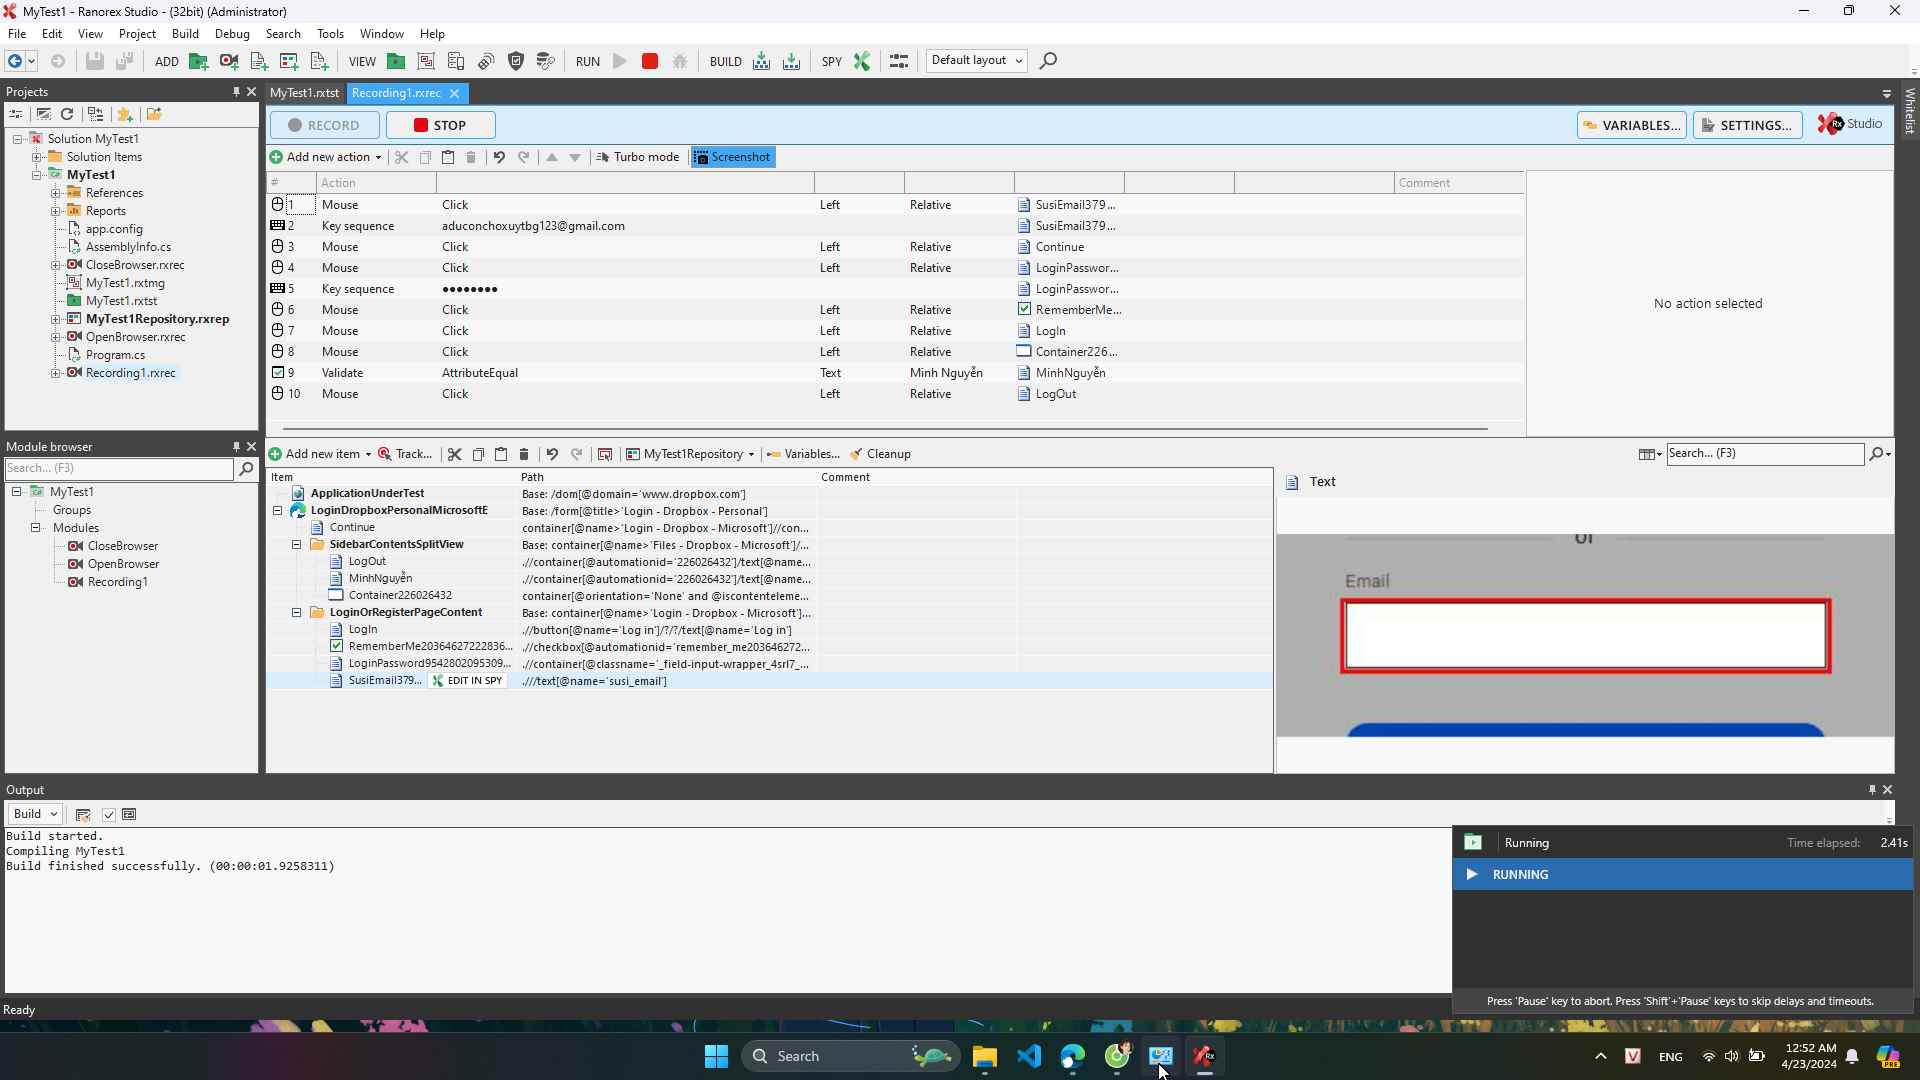 MyTest1 - Ranorex Studio - (32bit) (Administrator)
File Edit View Project Build Debug Search Tools Window Help
ADD VIEW RUN BUILD SPY Default layout
Projects
MyTest1.rxtst Recording1.rxrec
Whitelist
RECORD STOP VARIABLES... SETTINGS... Rx Studio
Solution MyTest1
Solution Items
MyTest1
References
Reports
app.config
AssemblyInfo.cs
CloseBrowser.rxrec
MyTest1.rxtmg
MyTest1.rxtst
MyTest1Repository.rxrep
OpenBrowser.rxrec
Program.cs
Recording1.rxrec
Add new action Turbo mode Screenshot
# Action Comment
1 Mouse Click Left Relative SusiEmail379...
2 Key sequence aduconchoxuytbg123@gmail.com SusiEmail379...
3 Mouse Click Left Relative Continue
4 Mouse Click Left Relative LoginPasswor...
5 Key sequence •••••••• LoginPasswor...
6 Mouse Click Left Relative RememberMe...
7 Mouse Click Left Relative LogIn
8 Mouse Click Left Relative Container226...
9 Validate AttributeEqual Text Minh Nguyễn MinhNguyễn
10 Mouse Click Left Relative LogOut
No action selected
Module browser
Search... (F3)
MyTest1
Groups
Modules
CloseBrowser
OpenBrowser
Recording1
Add new item Track... MyTest1Repository Variables... Cleanup Search... (F3)
Item Path Comment
ApplicationUnderTest Base: /dom[@domain='www.dropbox.com']
LoginDropboxPersonalMicrosoftE Base: /form[@title>'Login - Dropbox - Personal']
Continue container[@name>'Login - Dropbox - Microsoft']//con...
SidebarContentsSplitView Base: container[@name>'Files - Dropbox - Microsoft']/...
LogOut .//container[@automationid='226026432']/text[@name...
MinhNguyễn .//container[@automationid='226026432']/text[@name...
Container226026432 container[@orientation='None' and @iscontenteleme...
LoginOrRegisterPageContent Base: container[@name>'Login - Dropbox - Microsoft']...
LogIn .//button[@name='Log in']/?/?/text[@name='Log in']
RememberMe20364627222836... .//checkbox[@automationid='remember_me203646272...
LoginPassword9542802095309... .//container[@classname='_field-input-wrapper_4srl7_...
SusiEmail379... EDIT IN SPY .///text[@name='susi_email']
Text
or
Email
Output
Build
Build started.
Compiling MyTest1
Build finished successfully. (00:00:01.9258311)
Running Time elapsed: 2.41s
RUNNING
Press 'Pause' key to abort. Press 'Shift'+'Pause' keys to skip delays and timeouts.
Ready
Search
Rx
V
ENG
12:52 AM
4/23/2024
PRE